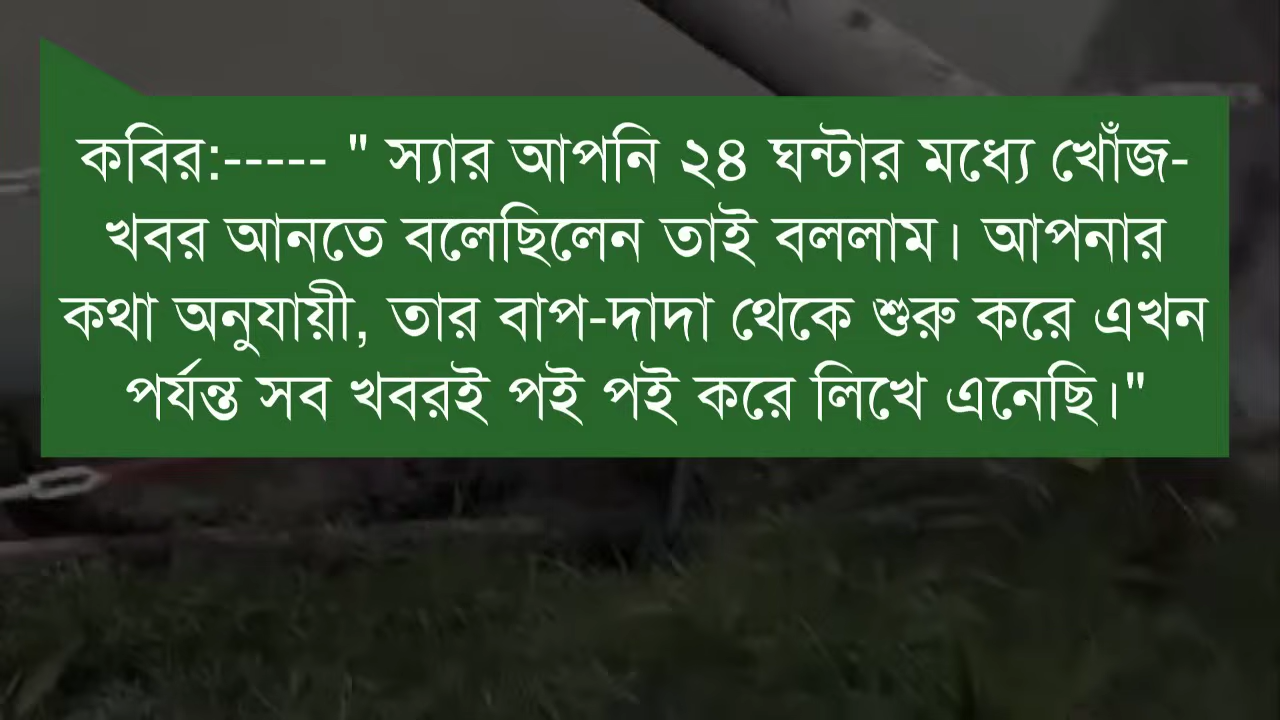 কবির:----- " স্যার আপনি ২৪ ঘন্টার মধ্যে খোঁজ-
খবর আনতে বলেছিলেন তাই বললাম। আপনার
কথা অনুযায়ী, তার বাপ-দাদা থেকে শুরু করে এখন
পর্যন্ত সব খবরই পই পই করে লিখে এনেছি।"